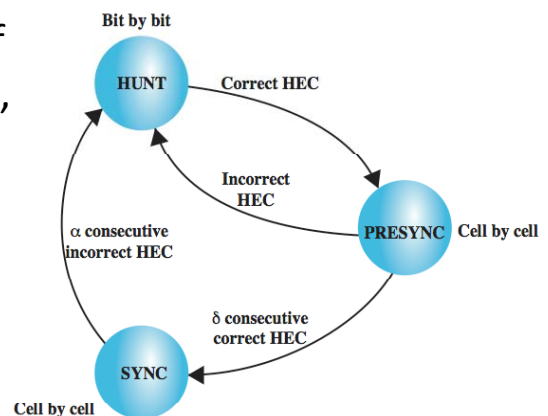 Bit by bit
f
HUNT
,
Correct HEC
Incorrect
HEC
PRESYNC
Cell by cell
α consecutive
incorrect HEC
δ consecutive
correct HEC
SYNC
Cell by cell